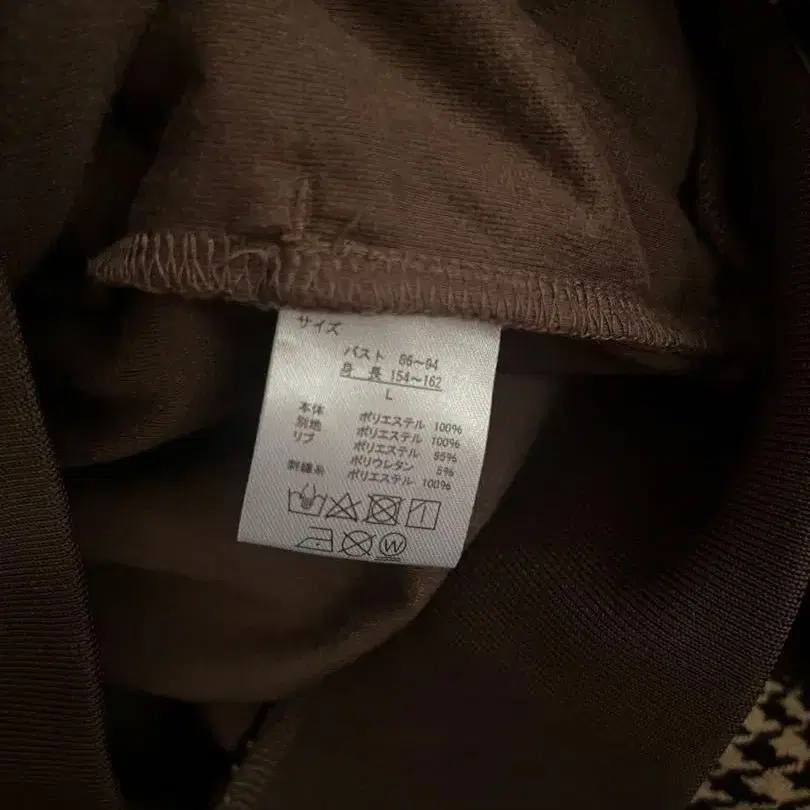 サイズ
バスト 86～94
身 長 154～162
L
本体 ポリエステル 100%
別地 ポリエステル 100%
リブ ポリエステル 95%
ポリウレタン 5%
刺繍糸 ポリエステル 100%
W